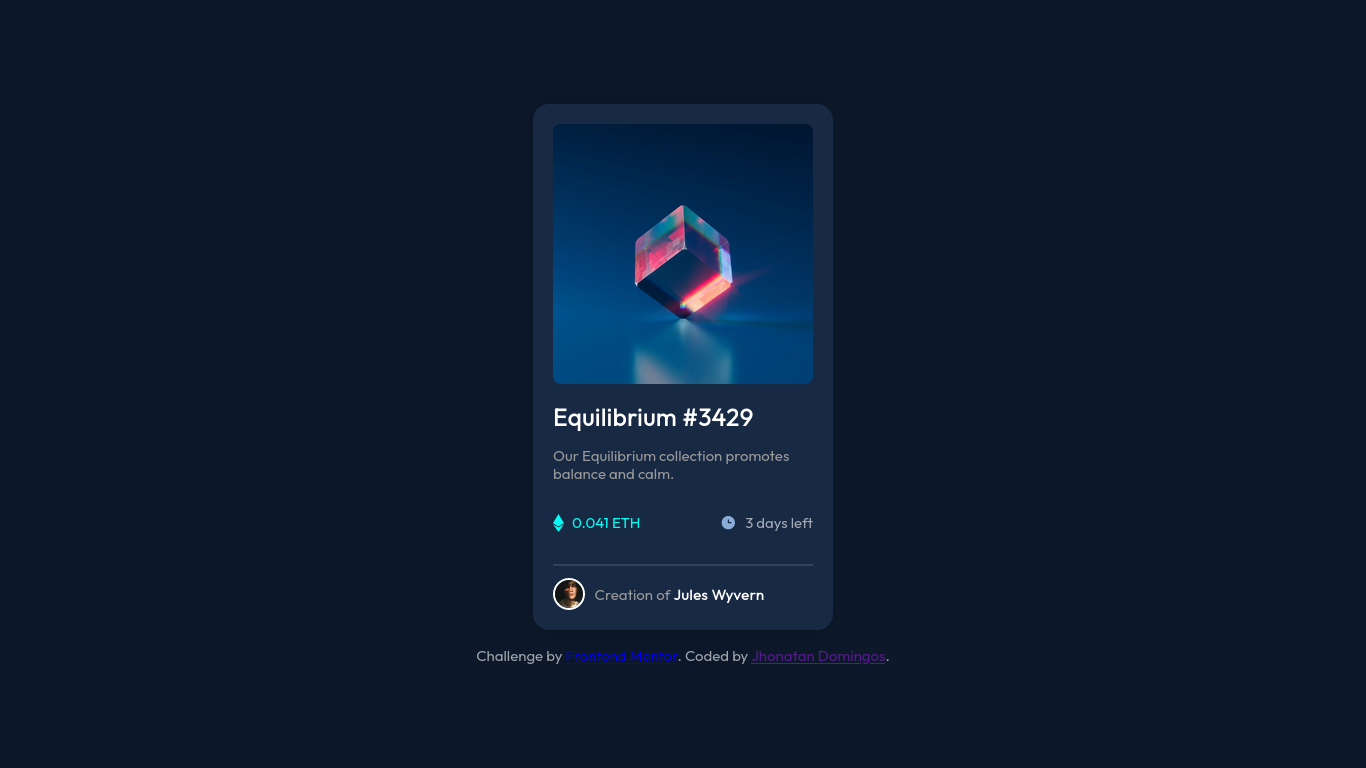 Equilibrium #3429
Our Equilibrium collection promotes
balance and calm.
0.041 ETH
3 days left
Creation of Jules Wyvern
Challenge by Frontend Mentor. Coded by Jhonatan Domingos.